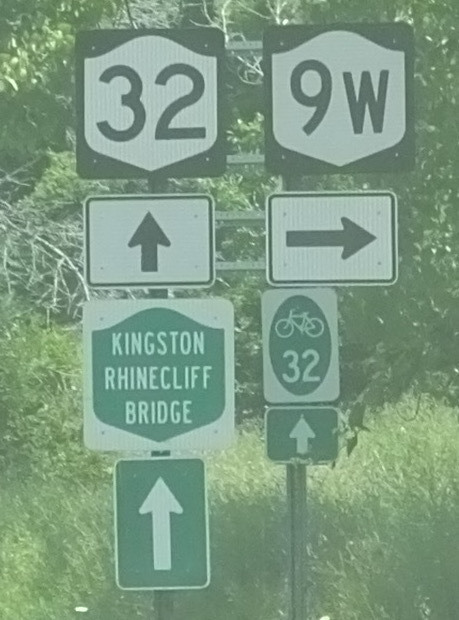 32
9W
KINGSTON
RHINECLIFF
BRIDGE
32